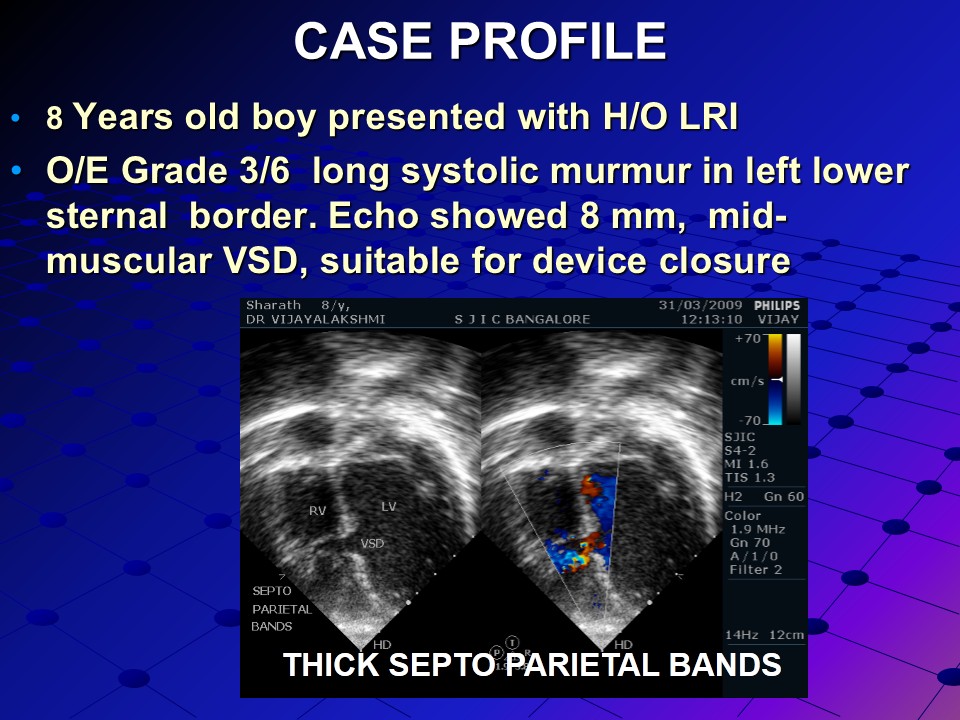 CASE PROFILE
• 8 Years old boy presented with H/O LRI
• O/E Grade 3/6 long systolic murmur in left lower
sternal border. Echo showed 8 mm, mid-
muscular VSD, suitable for device closure
Sharath 8/y,
DR VIJAYALAKSHMI
S J I C BANGALORE
31/03/2009 PHILIPS
12:13:10 VIJAY
+70
cm/s
-70
SJIC
S4-2
MI 1.6
TIS 1.3
H2 Gn 60
Color
1.9 MHz
Gn 70
A/1/0
Filter 2
14Hz 12cm
RV
LV
VSD
SEPTO
PARIETAL
BANDS
HD
P T R
HD
THICK SEPTO PARIETAL BANDS